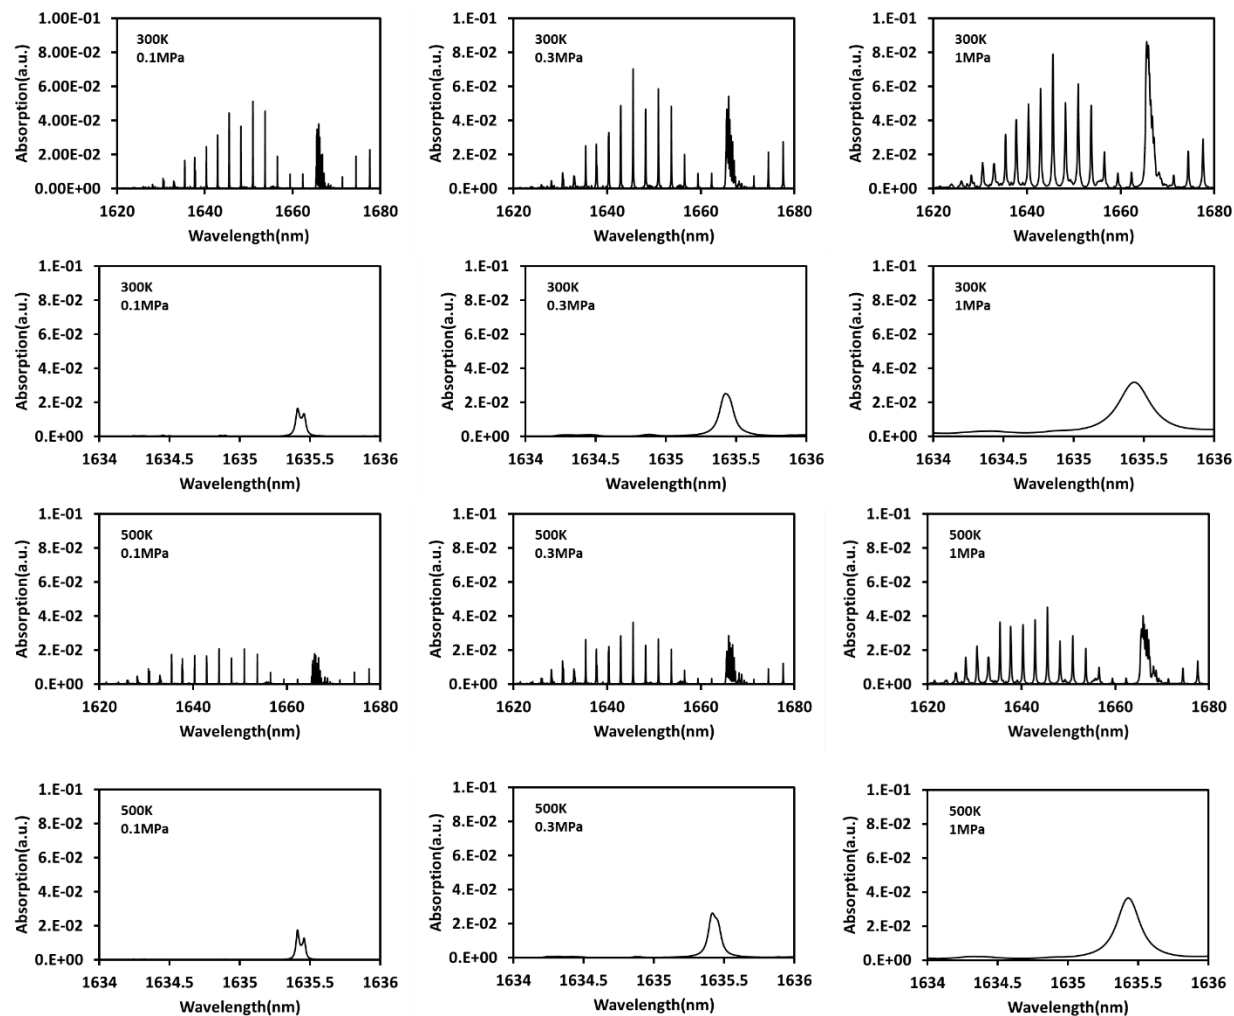 1.00E-01
8.00E-02
6.00E-02
4.00E-02
2.00E-02
0.00E+00
Absorption(a.u.)
300K
0.1MPa
1620 1640 1660 1680
Wavelength(nm)
1.E-01
8.E-02
6.E-02
4.E-02
2.E-02
0.E+00
Absorption(a.u.)
300K
0.3MPa
1620 1640 1660 1680
Wavelength(nm)
1.E-01
8.E-02
6.E-02
4.E-02
2.E-02
0.E+00
Absorption(a.u.)
300K
1MPa
1620 1640 1660 1680
Wavelength(nm)
1.E-01
8.E-02
6.E-02
4.E-02
2.E-02
0.E+00
Absorption(a.u.)
300K
0.1MPa
1634 1634.5 1635 1635.5 1636
Wavelength(nm)
1.E-01
8.E-02
6.E-02
4.E-02
2.E-02
0.E+00
Absorption(a.u.)
300K
0.3MPa
1634 1634.5 1635 1635.5 1636
Wavelength(nm)
1.E-01
8.E-02
6.E-02
4.E-02
2.E-02
0.E+00
Absorption(a.u.)
300K
1MPa
1634 1634.5 1635 1635.5 1636
Wavelength(nm)
1.E-01
8.E-02
6.E-02
4.E-02
2.E-02
0.E+00
Absorption(a.u.)
500K
0.1MPa
1620 1640 1660 1680
Wavelength(nm)
1.E-01
8.E-02
6.E-02
4.E-02
2.E-02
0.E+00
Absorption(a.u.)
500K
0.3MPa
1620 1640 1660 1680
Wavelength(nm)
1.E-01
8.E-02
6.E-02
4.E-02
2.E-02
0.E+00
Absorption(a.u.)
500K
1MPa
1620 1640 1660 1680
Wavelength(nm)
1.E-01
8.E-02
6.E-02
4.E-02
2.E-02
0.E+00
Absorption(a.u.)
500K
0.1MPa
1634 1634.5 1635 1635.5 1636
Wavelength(nm)
1.E-01
8.E-02
6.E-02
4.E-02
2.E-02
0.E+00
Absorption(a.u.)
500K
0.3MPa
1634 1634.5 1635 1635.5 1636
Wavelength(nm)
1.E-01
8.E-02
6.E-02
4.E-02
2.E-02
0.E+00
Absorption(a.u.)
500K
1MPa
1634 1634.5 1635 1635.5 1636
Wavelength(nm)